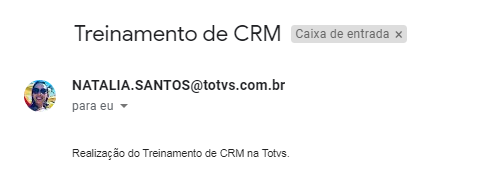 Treinamento de CRM Caixa de entrada ×
NATALIA.SANTOS@totvs.com.br
para eu
Realização do Treinamento de CRM na Totvs.